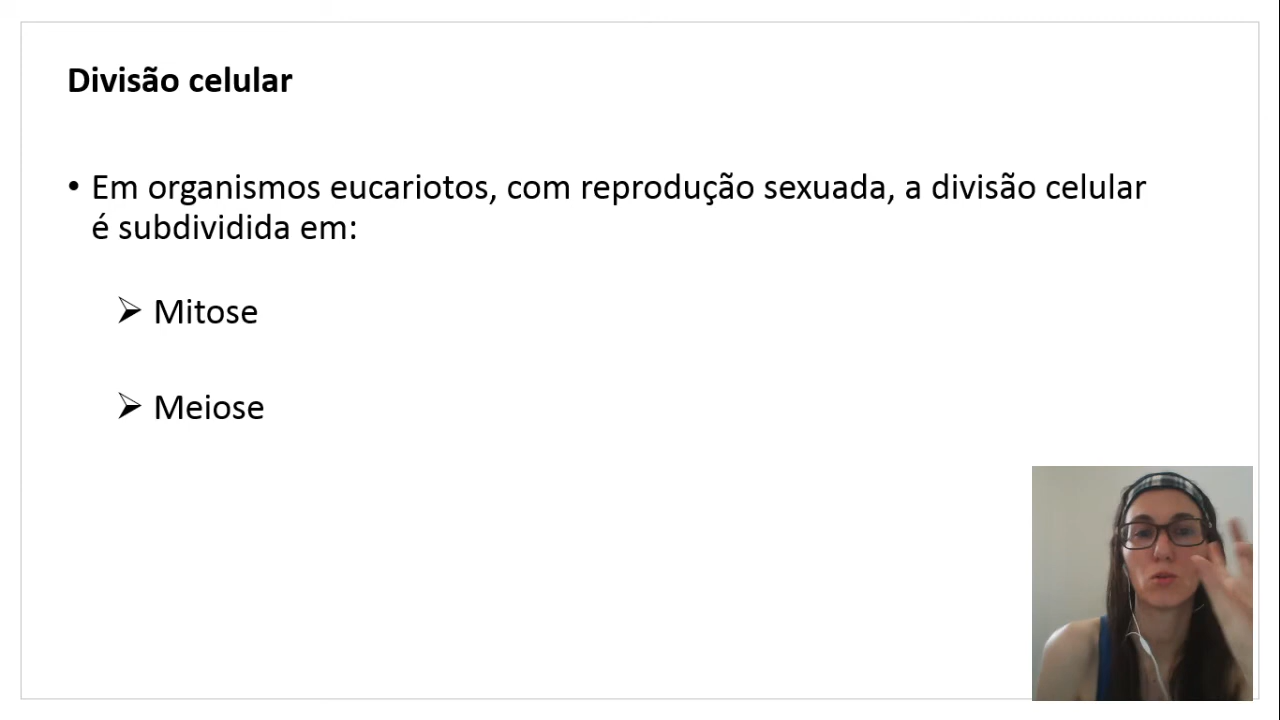 Divisão celular
• Em organismos eucariotos, com reprodução sexuada, a divisão celular
é subdividida em:
➢ Mitose
➢ Meiose